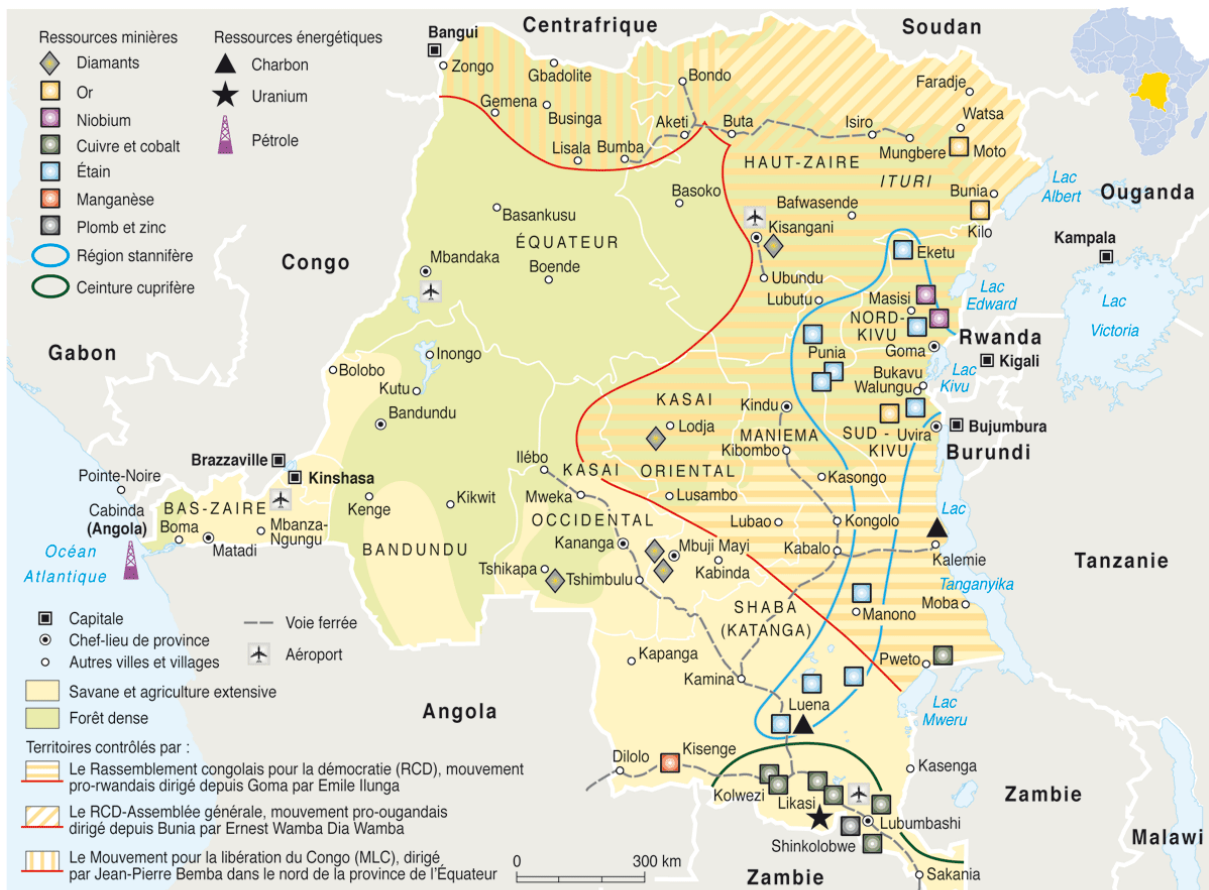 Ressources minières
Diamants
Or
Niobium
Cuivre et cobalt
Étain
Manganèse
Plomb et zinc
Région stannifère
Ceinture cuprifère
Ressources énergétiques
Charbon
Uranium
Pétrole
Centrafrique
Soudan
Bangui
Zongo
Gbadolite
Bondo
Faradje
Gemena
Businga
Watsa
Aketi
Buta
Isiro
Lisala
Bumba
Mungbere
Moto
HAUT-ZAIRE
ITURI
Lac
Albert
Ouganda
Basoko
Bafwasende
Bunia
Basankusu
Kisangani
Kilo
Kampala
Congo
ÉQUATEUR
Mbandaka
Boende
Eketu
Ubundu
Lubutu
Masisi
Lac
Edward
Lac
Victoria
NORD-
KIVU
Gabon
Inongo
Punia
Goma
Rwanda
Kigali
Bolobo
Kutu
Bukavu
Walungu
Lac
Kivu
Bandundu
KASAI
Kindu
Lodja
MANIEMA
SUD -
KIVU
Uvira
Bujumbura
Burundi
Brazzaville
Kinshasa
Ilébo
KASAI
ORIENTAL
Kibombo
Pointe-Noire
Cabinda
(Angola)
BAS-ZAIRE
Kenge
Kikwit
Mweka
Lusambo
Kasongo
Boma
Matadi
Mbanza-
Ngungu
BANDUNDU
OCCIDENTAL
Kananga
Lubao
Kongolo
Lac
Océan
Atlantique
Mbuji Mayi
Kabinda
Kabalo
Kalemie
Tanzanie
Tshikapa
Tshimbulu
Tanganyika
SHABA
(KATANGA)
Manono
Moba
Capitale
Chef-lieu de province
Autres villes et villages
Voie ferrée
Aéroport
Kapanga
Kamina
Pweto
Savane et agriculture extensive
Forêt dense
Angola
Luena
Lac
Mweru
Territoires contrôlés par :
Le Rassemblement congolais pour la démocratie (RCD), mouvement
pro-rwandais dirigé depuis Goma par Emile Ilunga
Le RCD-Assemblée générale, mouvement pro-ougandais
dirigé depuis Bunia par Ernest Wamba Dia Wamba
Le Mouvement pour la libération du Congo (MLC), dirigé
par Jean-Pierre Bemba dans le nord de la province de l'Équateur
Dilolo
Kisenge
Kasenga
Kolwezi
Likasi
Lubumbashi
Zambie
Shinkolobwe
Malawi
0
300 km
Zambie
Sakania